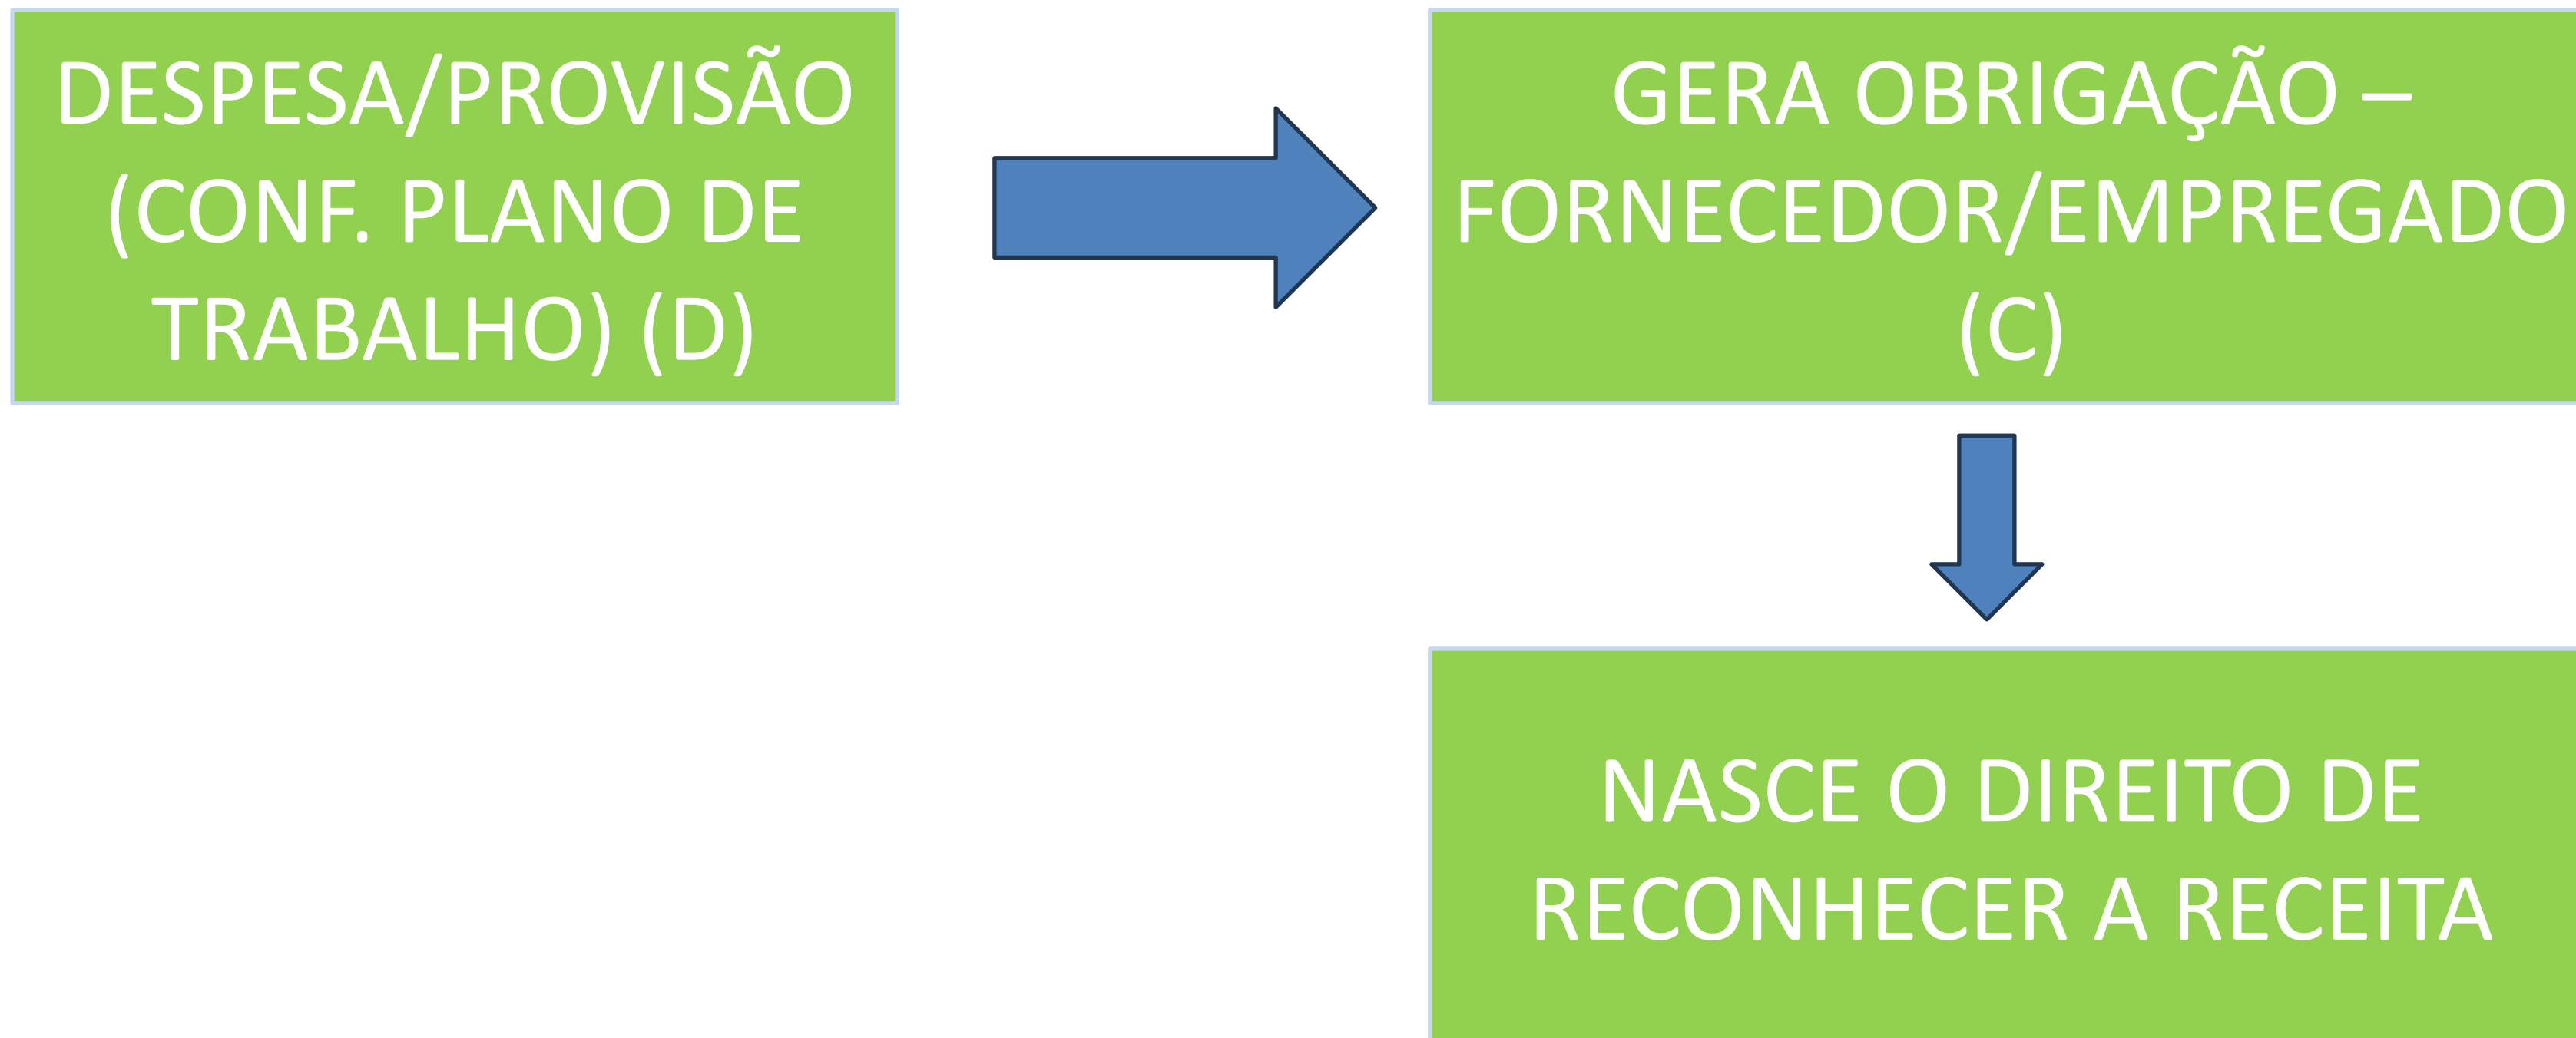 DESPESA/PROVISÃO
(CONF. PLANO DE
TRABALHO) (D)
GERA OBRIGAÇÃO –
FORNECEDOR/EMPREGADO
(C)
NASCE O DIREITO DE
RECONHECER A RECEITA